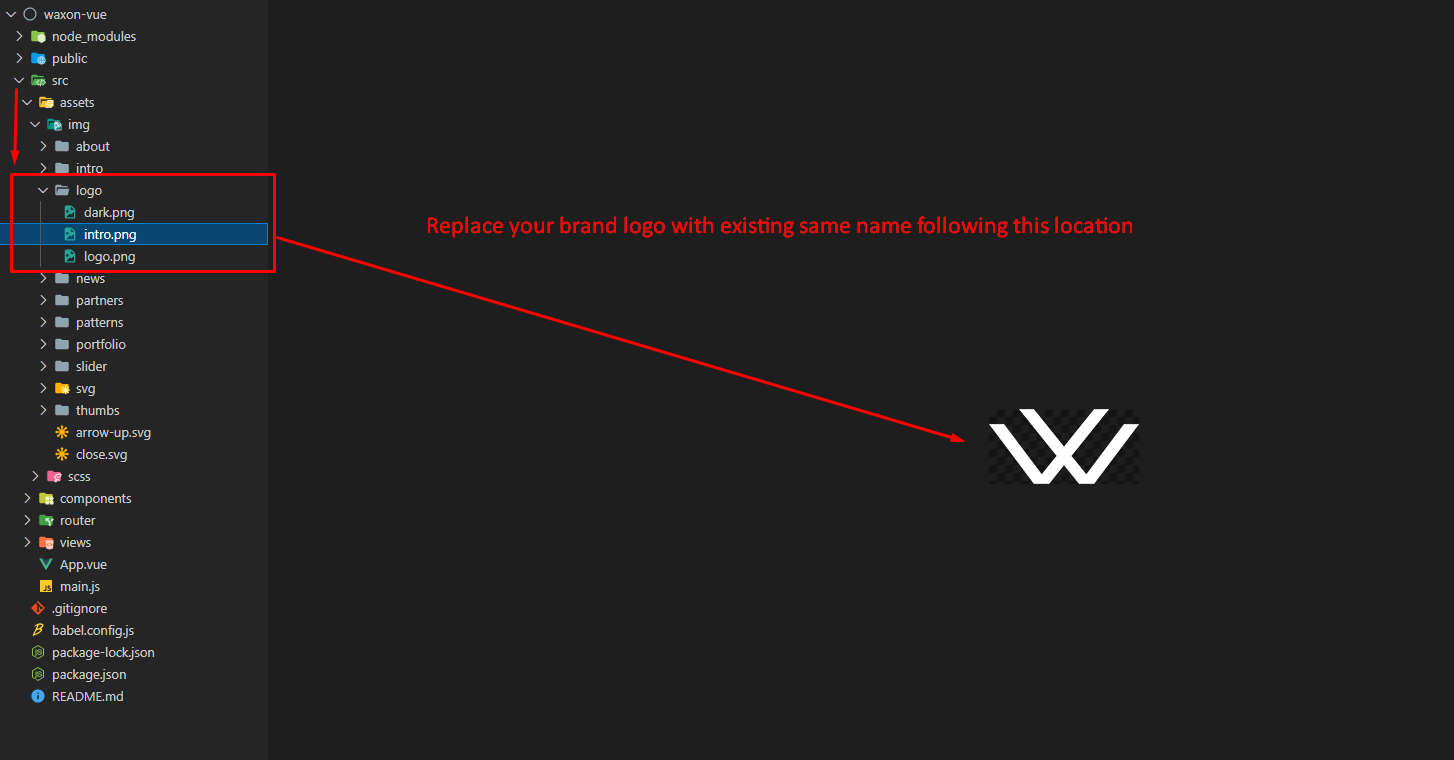 waxon-vue
node_modules
public
src
assets
img
about
intro
logo
dark.png
intro.png
logo.png
news
partners
patterns
portfolio
slider
svg
thumbs
arrow-up.svg
close.svg
scss
components
router
views
App.vue
main.js
.gitignore
babel.config.js
package-lock.json
package.json
README.md
Replace your brand logo with existing same name following this location